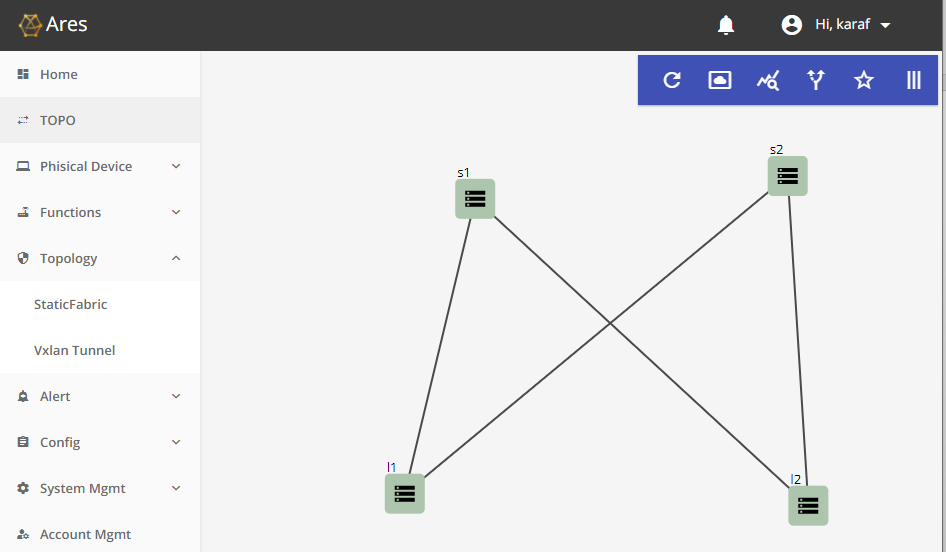 Ares
Hi, karaf
Home
TOPO
Phisical Device
Functions
Topology
StaticFabric
Vxlan Tunnel
Alert
Config
System Mgmt
Account Mgmt
s1
s2
l1
l2